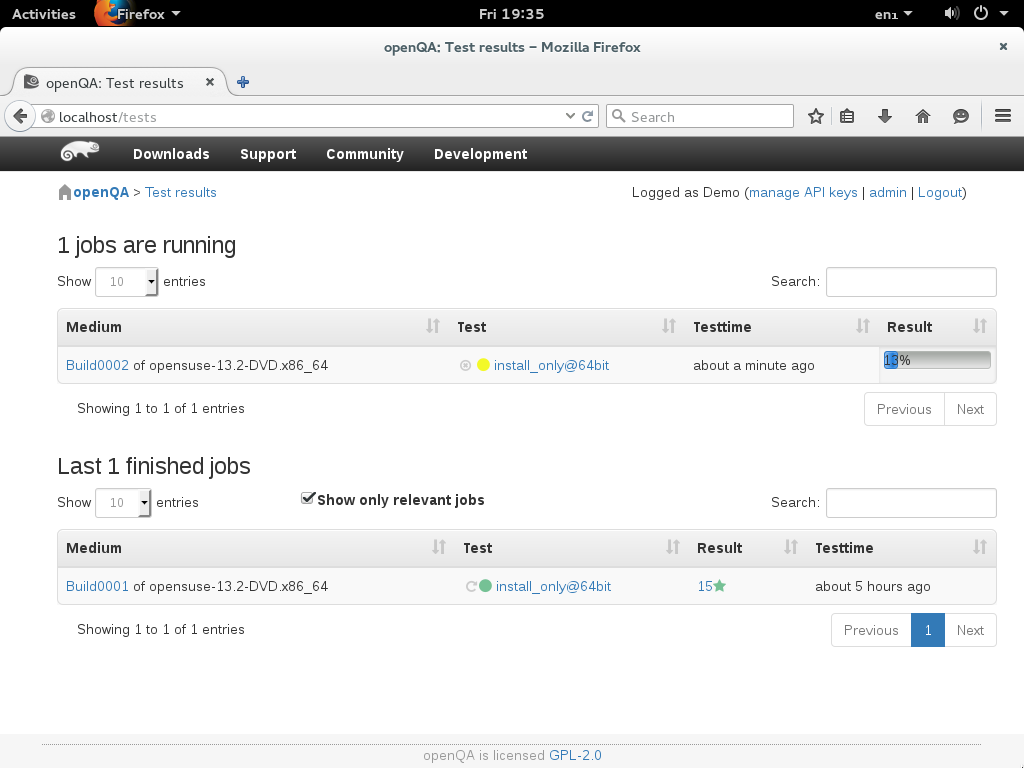 Activities Firefox Fri 19:35 en1
openQA: Test results – Mozilla Firefox
openQA: Test results
localhost/tests Search
Downloads Support Community Development
openQA > Test results Logged as Demo (manage API keys | admin | Logout)
1 jobs are running
Show 10 entries Search:
Medium Test Testtime Result
Build0002 of opensuse-13.2-DVD.x86_64 install_only@64bit about a minute ago 13%
Showing 1 to 1 of 1 entries Previous Next
Last 1 finished jobs
Show 10 entries Show only relevant jobs Search:
Medium Test Result Testtime
Build0001 of opensuse-13.2-DVD.x86_64 install_only@64bit 15 about 5 hours ago
Showing 1 to 1 of 1 entries Previous 1 Next
openQA is licensed GPL-2.0